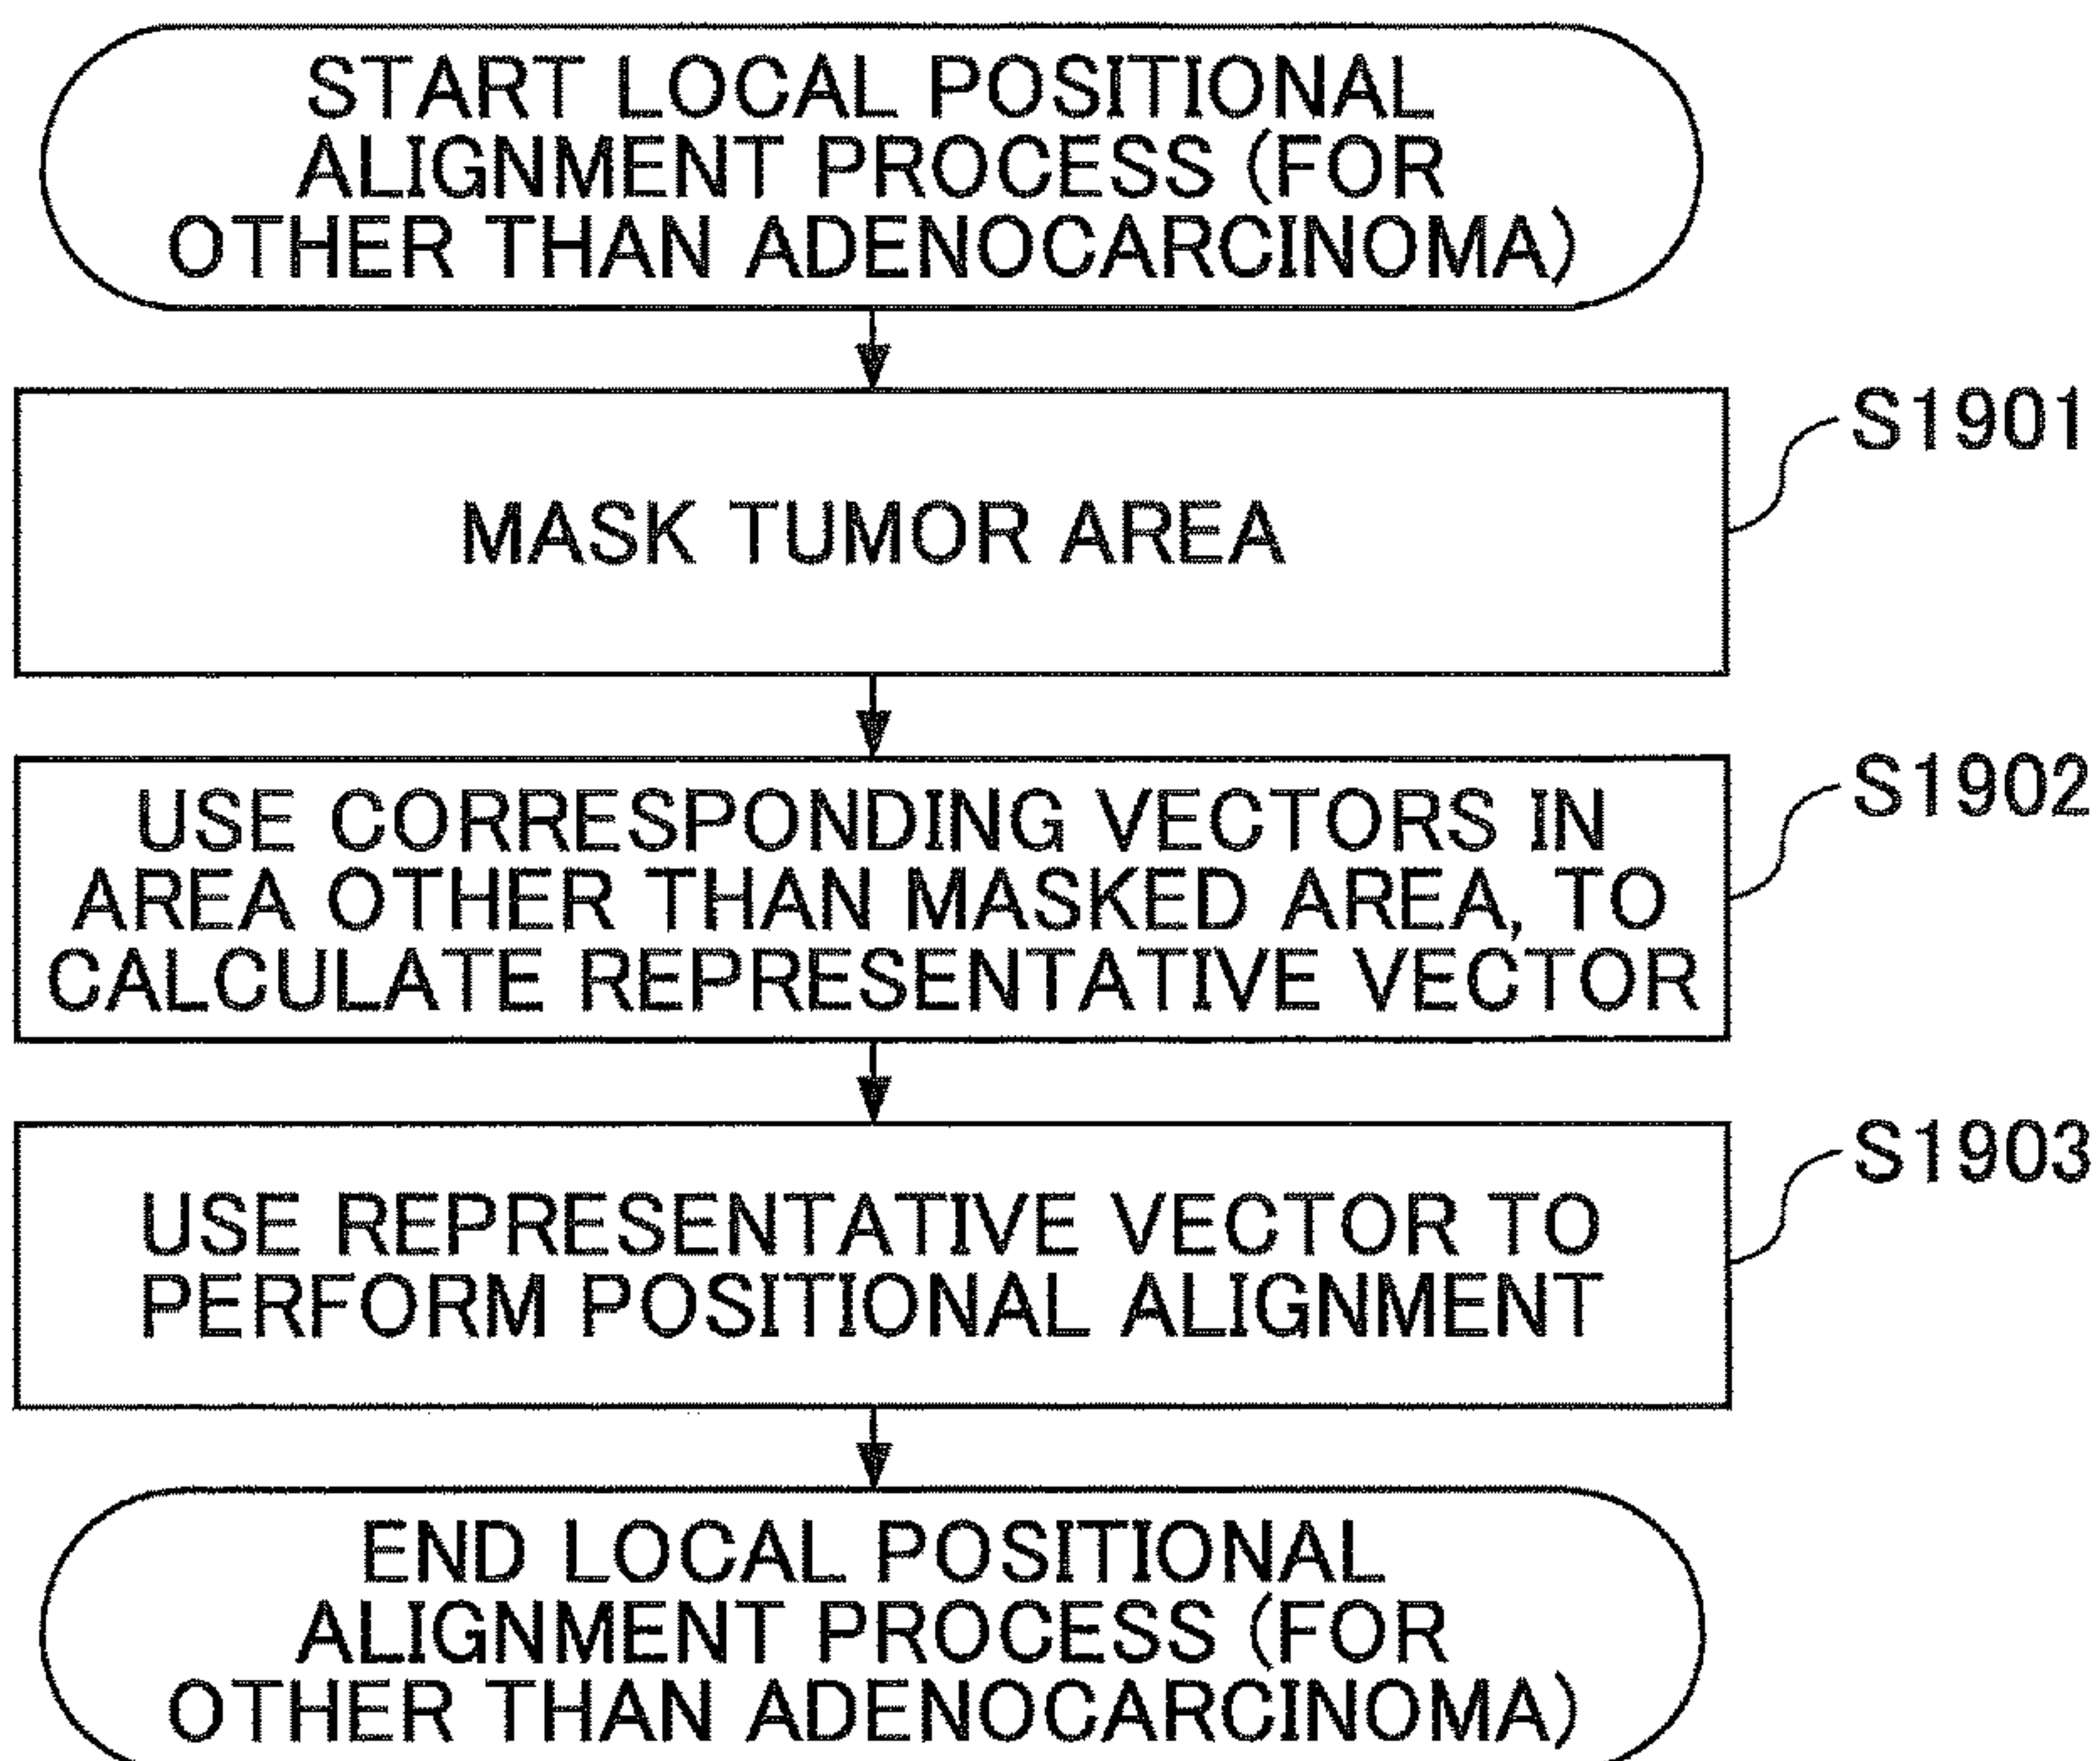 START LOCAL POSITIONAL
ALIGNMENT PROCESS (FOR
OTHER THAN ADENOCARCINOMA)
MASK TUMOR AREA
S1901
USE CORRESPONDING VECTORS IN
AREA OTHER THAN MASKED AREA, TO
CALCULATE REPRESENTATIVE VECTOR
S1902
USE REPRESENTATIVE VECTOR TO
PERFORM POSITIONAL ALIGNMENT
S1903
END LOCAL POSITIONAL
ALIGNMENT PROCESS (FOR
OTHER THAN ADENOCARCINOMA)